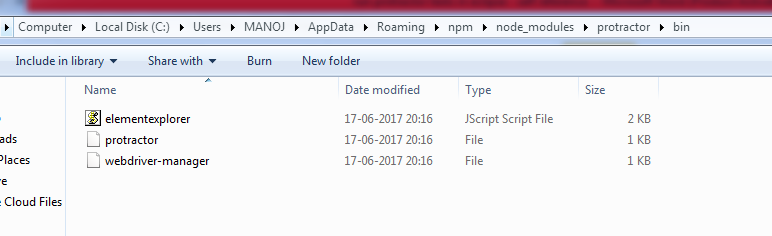 Computer Local Disk (C:) Users MANOJ AppData Roaming npm node_modules protractor bin
Include in library Share with Burn New folder
Name Date modified Type Size
elementexplorer 17-06-2017 20:16 JScript Script File 2 KB
ads protractor 17-06-2017 20:16 File 1 KB
Places webdriver-manager 17-06-2017 20:16 File 1 KB
ve
Cloud Files